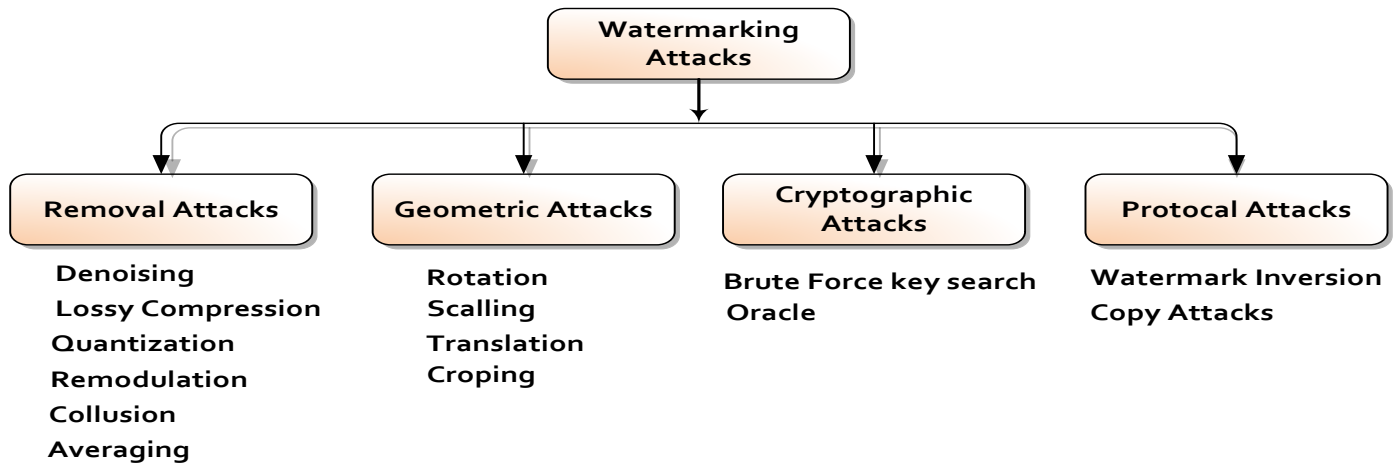 Watermarking
Attacks
Removal Attacks
Denoising
Lossy Compression
Quantization
Remodulation
Collusion
Averaging
Geometric Attacks
Rotation
Scalling
Translation
Croping
Cryptographic
Attacks
Brute Force key search
Oracle
Protocal Attacks
Watermark Inversion
Copy Attacks